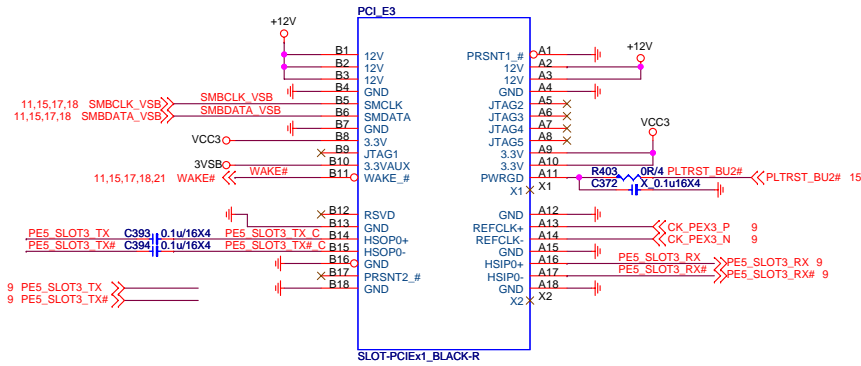 PCI_E3
+12V
B1 12V PRSNT1_# A1
B2 12V 12V A2 +12V
B3 12V 12V A3
B4 GND GND A4
11,15,17,18 SMBCLK_VSB SMBCLK_VSB B5 SMCLK JTAG2 A5
11,15,17,18 SMBDATA_VSB SMBDATA_VSB B6 SMDATA JTAG3 A6
B7 GND JTAG4 A7
VCC3 B8 3.3V JTAG5 A8 VCC3
B9 JTAG1 3.3V A9
3VSB B10 3.3VAUX 3.3V A10
11,15,17,18,21 WAKE# WAKE# B11 WAKE_# PWRGD A11 R403 0R/4 PLTRST_BU2# PLTRST_BU2# 15
X1 X1 C372 X_0.1u16X4
B12 RSVD GND A12
B13 GND REFCLK+ A13 CK_PEX3_P 9
PE5_SLOT3_TX C393 0.1u/16X4 PE5_SLOT3_TX_C B14 HSOP0+ REFCLK- A14 CK_PEX3_N 9
PE5_SLOT3_TX# C394 0.1u/16X4 PE5_SLOT3_TX#_C B15 HSOP0- GND A15
B16 GND HSIP0+ A16 PE5_SLOT3_RX PE5_SLOT3_RX 9
B17 PRSNT2_# HSIP0- A17 PE5_SLOT3_RX# PE5_SLOT3_RX# 9
9 PE5_SLOT3_TX B18 GND GND A18
9 PE5_SLOT3_TX# X2 X2
SLOT-PCIEx1_BLACK-R